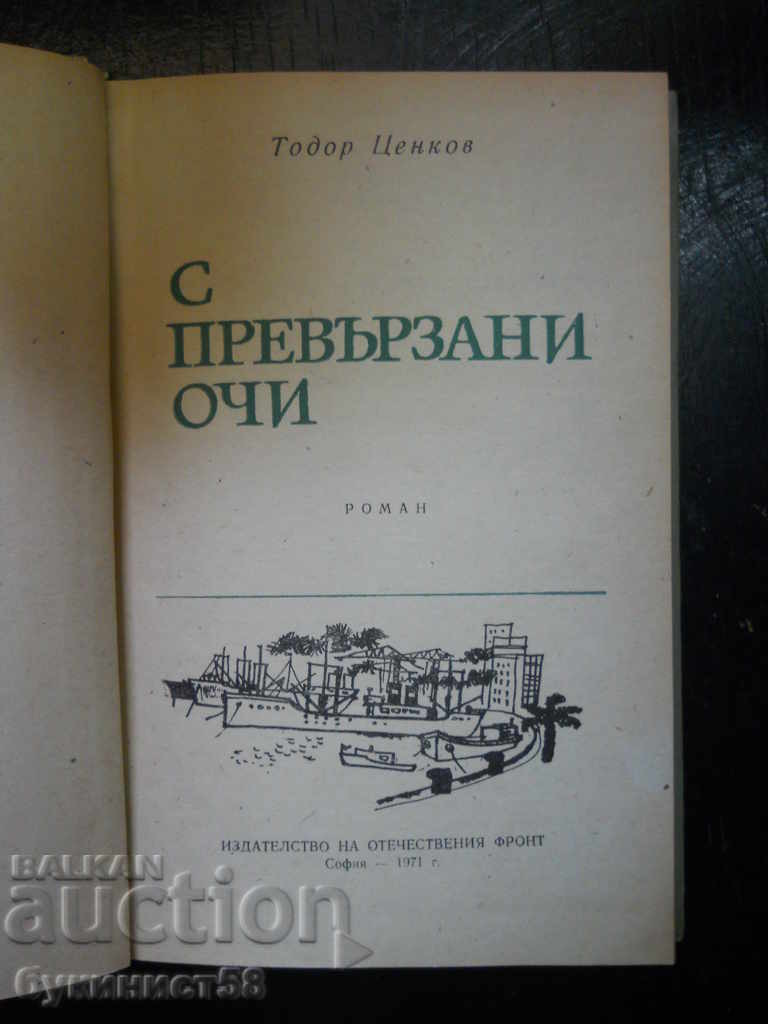 Тодор Ценков
С
ПРЕВЪРЗАНИ
ОЧИ
РОМАН
ИЗДАТЕЛСТВО НА ОТЕЧЕСТВЕНИЯ ФРОНТ
София — 1971 г.
BALKAN
auction
букинист58